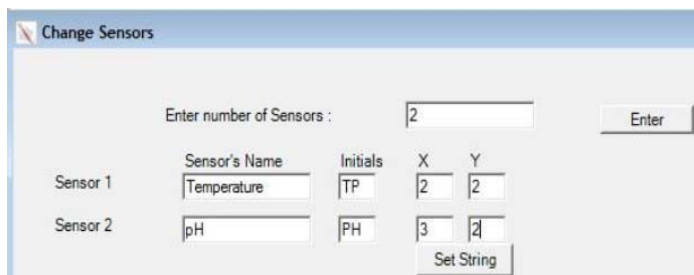 Change Sensors
Enter number of Sensors : 2 Enter
Sensor's Name Initials X Y
Sensor 1 Temperature TP 2 2
Sensor 2 pH PH 3 2
Set String